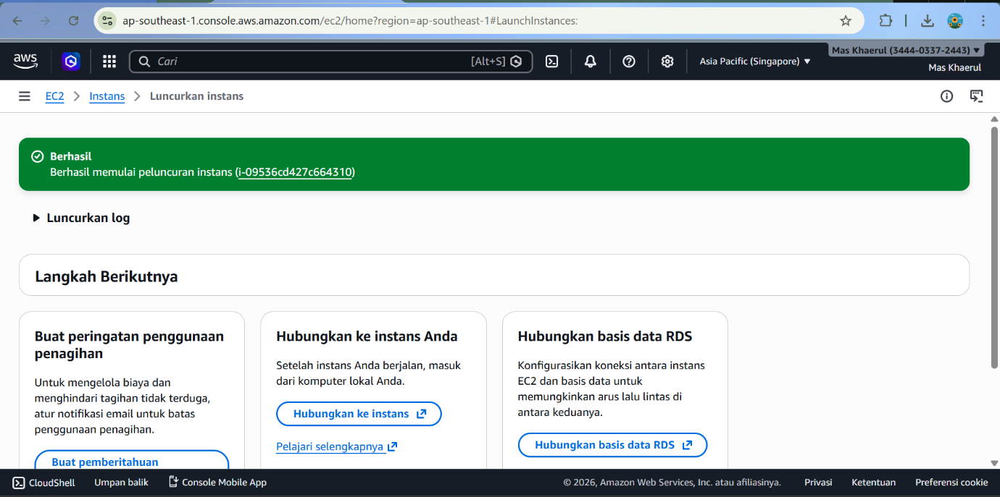 ap-southeast-1.console.aws.amazon.com/ec2/home?region=ap-southeast-1#LaunchInstances:
aws
Cari
[Alt+S]
Asia Pacific (Singapore)
Mas Khaerul (3444-0337-2443)
Mas Khaerul
EC2
Instans
Luncurkan instans
Berhasil
Berhasil memulai peluncuran instans (i-09536cd427c664310)
Luncurkan log
Langkah Berikutnya
Buat peringatan penggunaan
penagihan
Untuk mengelola biaya dan
menghindari tagihan tidak terduga,
atur notifikasi email untuk batas
penggunaan penagihan.
Buat pemberitahuan
Hubungkan ke instans Anda
Setelah instans Anda berjalan, masuk
dari komputer lokal Anda.
Hubungkan ke instans
Pelajari selengkapnya
Hubungkan basis data RDS
Konfigurasikan koneksi antara instans
EC2 dan basis data untuk
memungkinkan arus lalu lintas di
antara keduanya.
Hubungkan basis data RDS
CloudShell
Umpan balik
Console Mobile App
© 2026, Amazon Web Services, Inc. atau afiliasinya.
Privasi
Ketentuan
Preferensi cookie